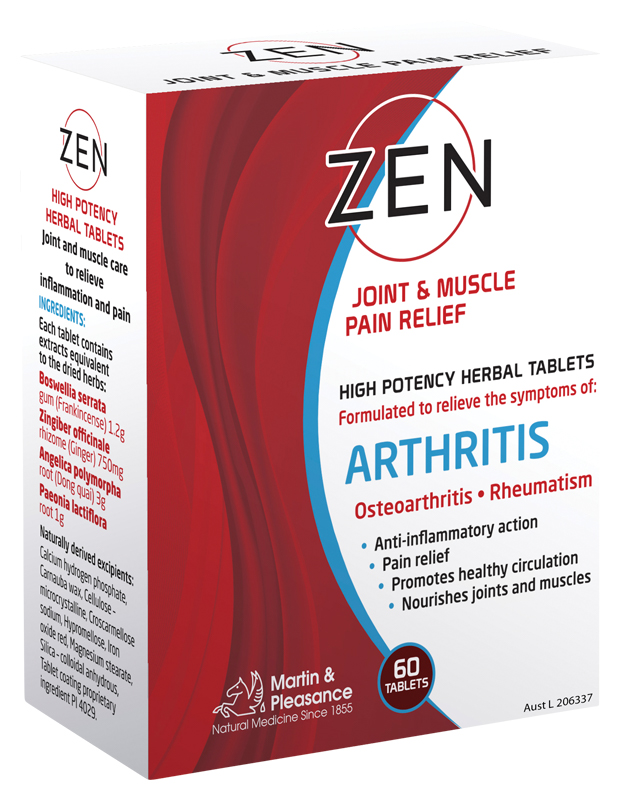 ZEN
JOINT & MUSCLE PAIN RELIEF
ZEN
HIGH POTENCY
HERBAL TABLETS
Joint and muscle care
to relieve
inflammation and pain
INGREDIENTS:
Each tablet contains
extracts equivalent
to the dried herbs:
Boswellia serrata
gum (Frankincense) 1.2g
Zingiber officinale
rhizome (Ginger) 750mg
Angelica polymorpha
root (Dong quai) 3g
Paeonia lactiflora
root 1g
Naturally derived excipients:
Calcium hydrogen phosphate,
Carnauba wax, Cellulose -
microcrystalline, Croscarmellose
sodium, Hypromellose, Iron
oxide red, Magnesium stearate,
Silica - colloidal anhydrous,
Tablet coating proprietary
ingredient PI 4029.
ZEN
JOINT & MUSCLE
PAIN RELIEF
HIGH POTENCY HERBAL TABLETS
Formulated to relieve the symptoms of:
ARTHRITIS
Osteoarthritis • Rheumatism
• Anti-inflammatory action
• Pain relief
• Promotes healthy circulation
• Nourishes joints and muscles
60
TABLETS
Martin &
Pleasance
Natural Medicine Since 1855
Aust L 206337